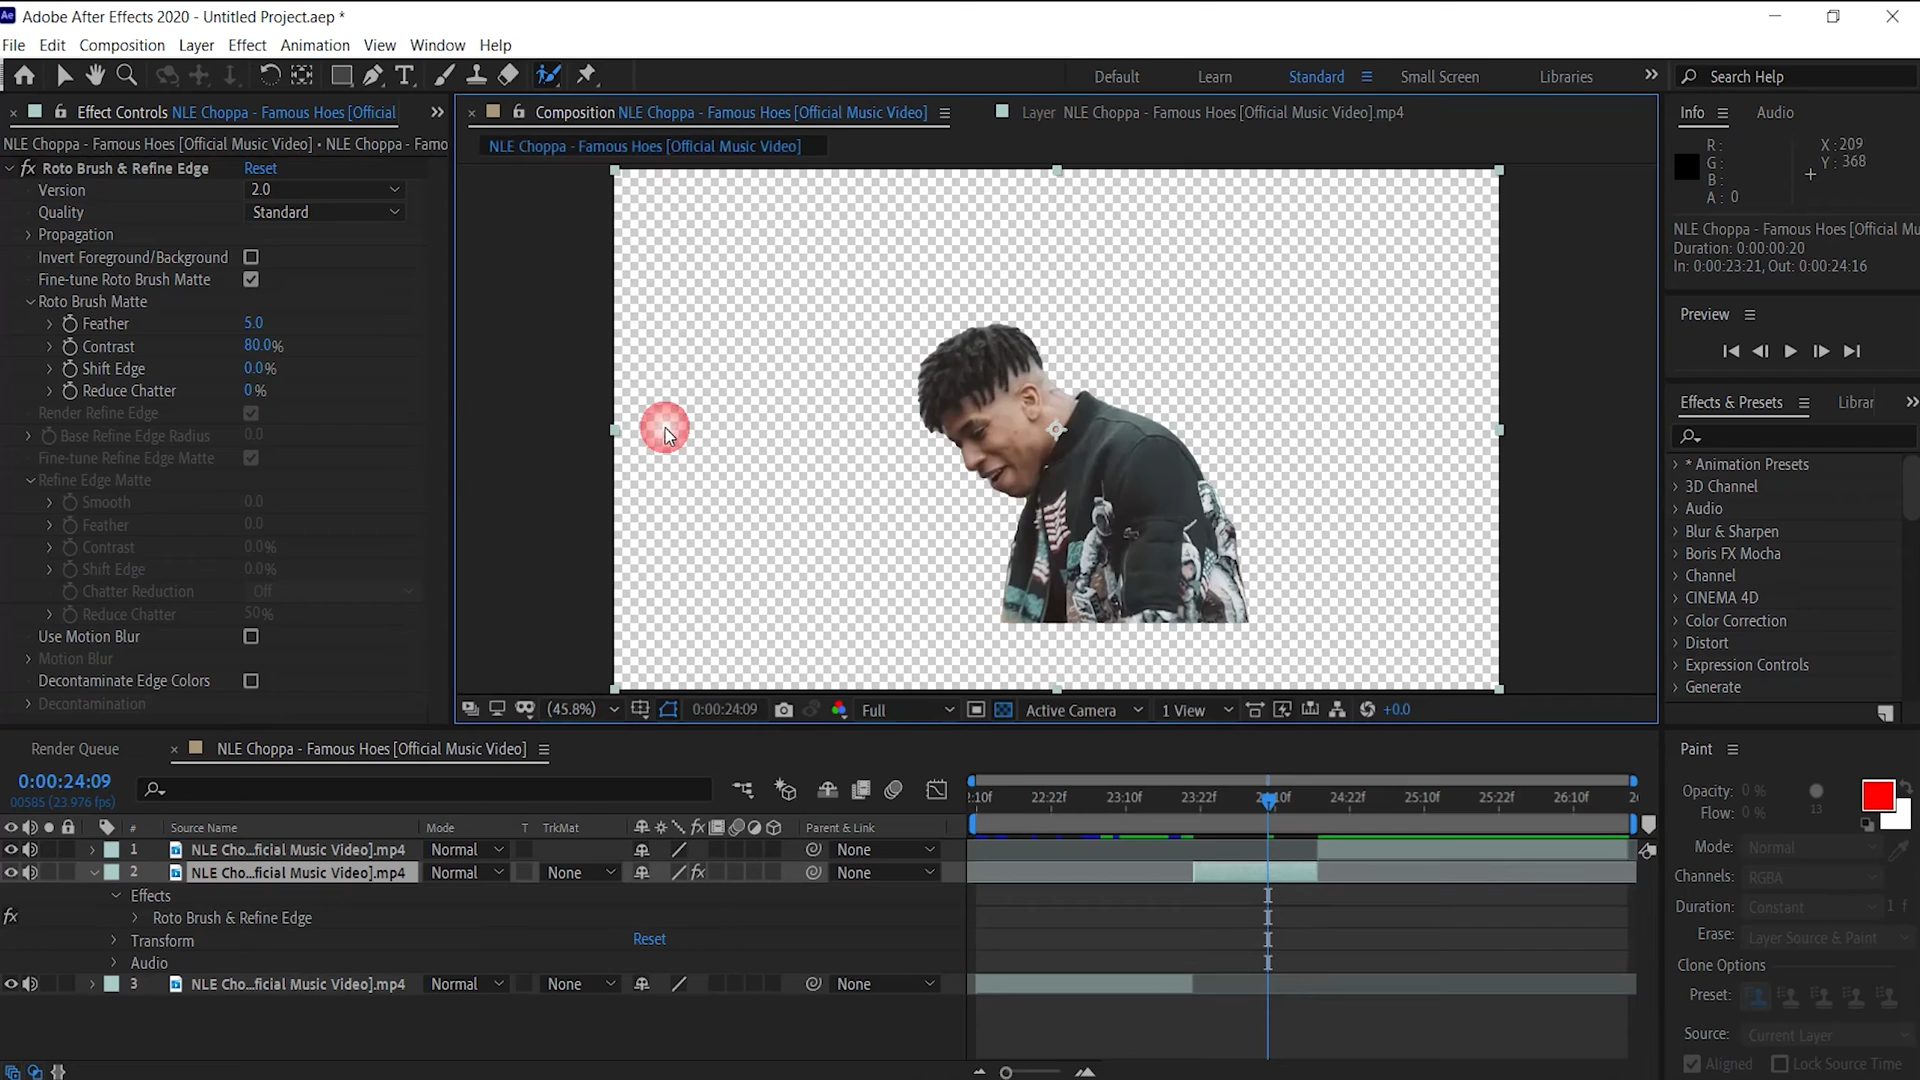 Adobe After Effects 2020 - Untitled Project.aep *
File Edit Composition Layer Effect Animation View Window Help
Default Learn Standard Small Screen Libraries Search Help
Effect Controls NLE Choppa - Famous Hoes [Official
Composition NLE Choppa - Famous Hoes [Official Music Video]
Layer NLE Choppa - Famous Hoes [Official Music Video].mp4
Info Audio
NLE Choppa - Famous Hoes [Official Music Video] • NLE Choppa - Famo
NLE Choppa - Famous Hoes [Official Music Video]
R:
G:
B:
A: 0
X: 209
Y: 368
fx Roto Brush & Refine Edge Reset
Version 2.0
Quality Standard
Propagation
Invert Foreground/Background
Fine-tune Roto Brush Matte
Roto Brush Matte
Feather 5.0
Contrast 80.0%
Shift Edge 0.0%
Reduce Chatter 0%
Render Refine Edge
Base Refine Edge Radius 0.0
Fine-tune Refine Edge Matte
Refine Edge Matte
Smooth 0.0
Feather 0.0
Contrast 0.0%
Shift Edge 0.0%
Chatter Reduction Off
Reduce Chatter 50%
Use Motion Blur
Motion Blur
Decontaminate Edge Colors
Decontamination
NLE Choppa - Famous Hoes [Official Mu
Duration: 0:00:00:20
In: 0:00:23:21, Out: 0:00:24:16
Preview
Effects & Presets Librar
* Animation Presets
3D Channel
Audio
Blur & Sharpen
Boris FX Mocha
Channel
CINEMA 4D
Color Correction
Distort
Expression Controls
Generate
(45.8%) 0:00:24:09 Full Active Camera 1 View +0.0
Render Queue NLE Choppa - Famous Hoes [Official Music Video]
0:00:24:09
00585 (23.976 fps)
2:10f 22:22f 23:10f 23:22f 24:10f 24:22f 25:10f 25:22f 26:10f 26
# Source Name Mode T TrkMat fx Parent & Link
1 NLE Cho...ficial Music Video].mp4 Normal None
2 NLE Cho...ficial Music Video].mp4 Normal None fx None
Effects
fx Roto Brush & Refine Edge
Transform Reset
Audio
3 NLE Cho...ficial Music Video].mp4 Normal None None
Paint
Opacity: 0 %
Flow: 0 %
13
Mode: Normal
Channels: RGBA
Duration: Constant 1 f
Erase: Layer Source & Paint
Clone Options
Preset:
Source: Current Layer
Aligned Lock Source Time